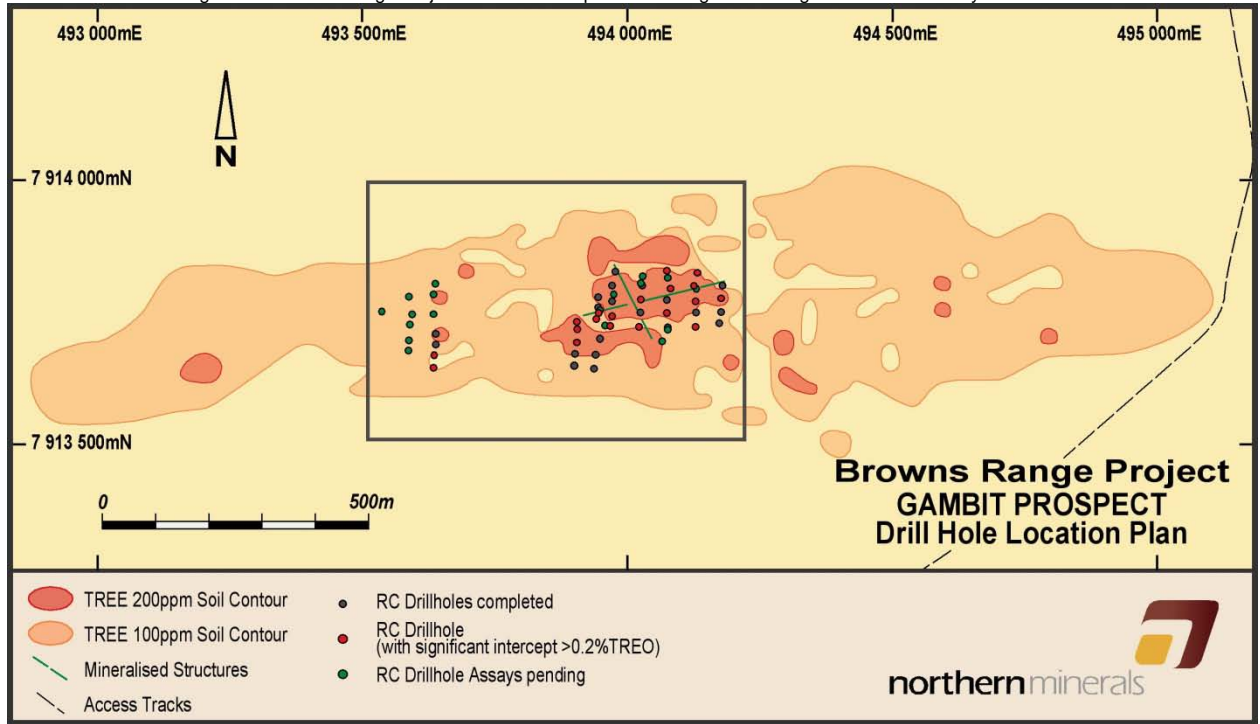 493 000mE 493 500mE 494 000mE 494 500mE 495 000mE
N
7 914 000mN
7 913 500mN
0 500m
Browns Range Project
GAMBIT PROSPECT
Drill Hole Location Plan
TREE 200ppm Soil Contour
TREE 100ppm Soil Contour
Mineralised Structures
Access Tracks
RC Drillholes completed
RC Drillhole
(with significant intercept >0.2%TREO)
RC Drillhole Assays pending
northernminerals